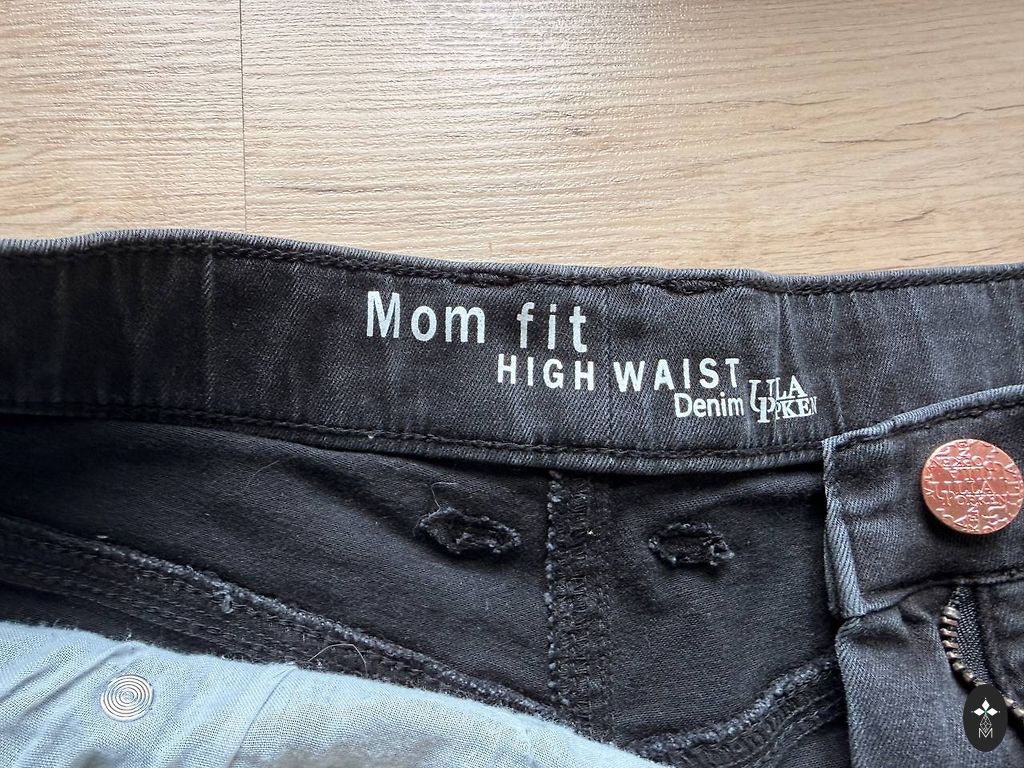 Mom fit
HIGH WAIST
Denim ULLA
POPKEN